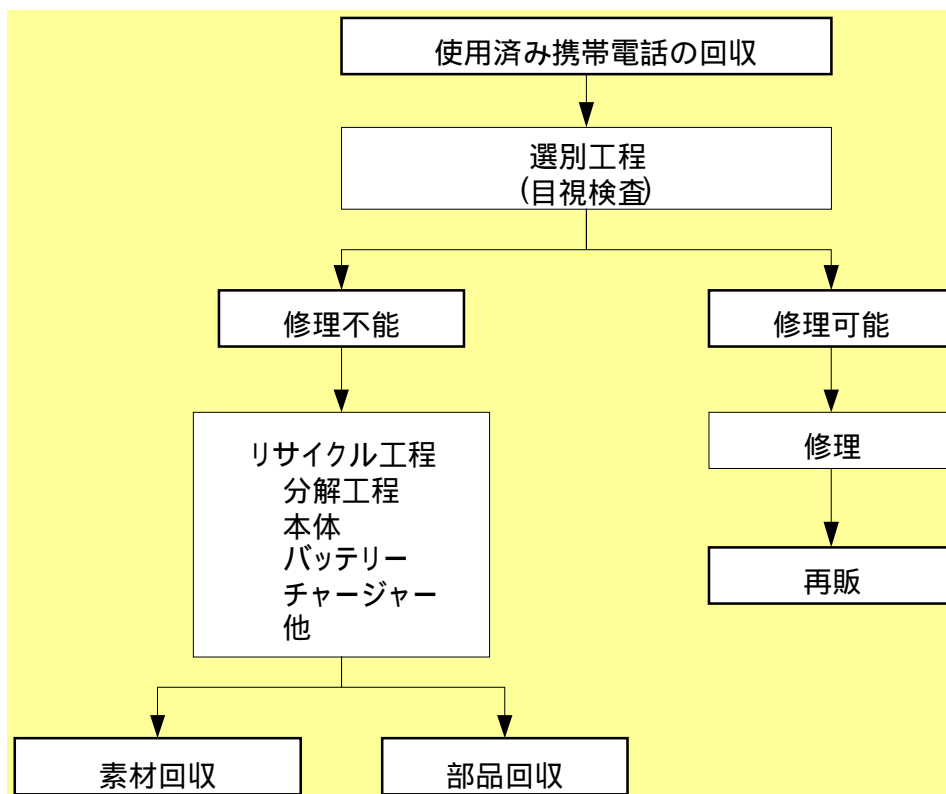 使用済み携帯電話の回収
選別工程
(目視検査)
修理不能
修理可能
リサイクル工程
分解工程
本体
バッテリー
チャージャー
他
修理
再販
素材回収
部品回収